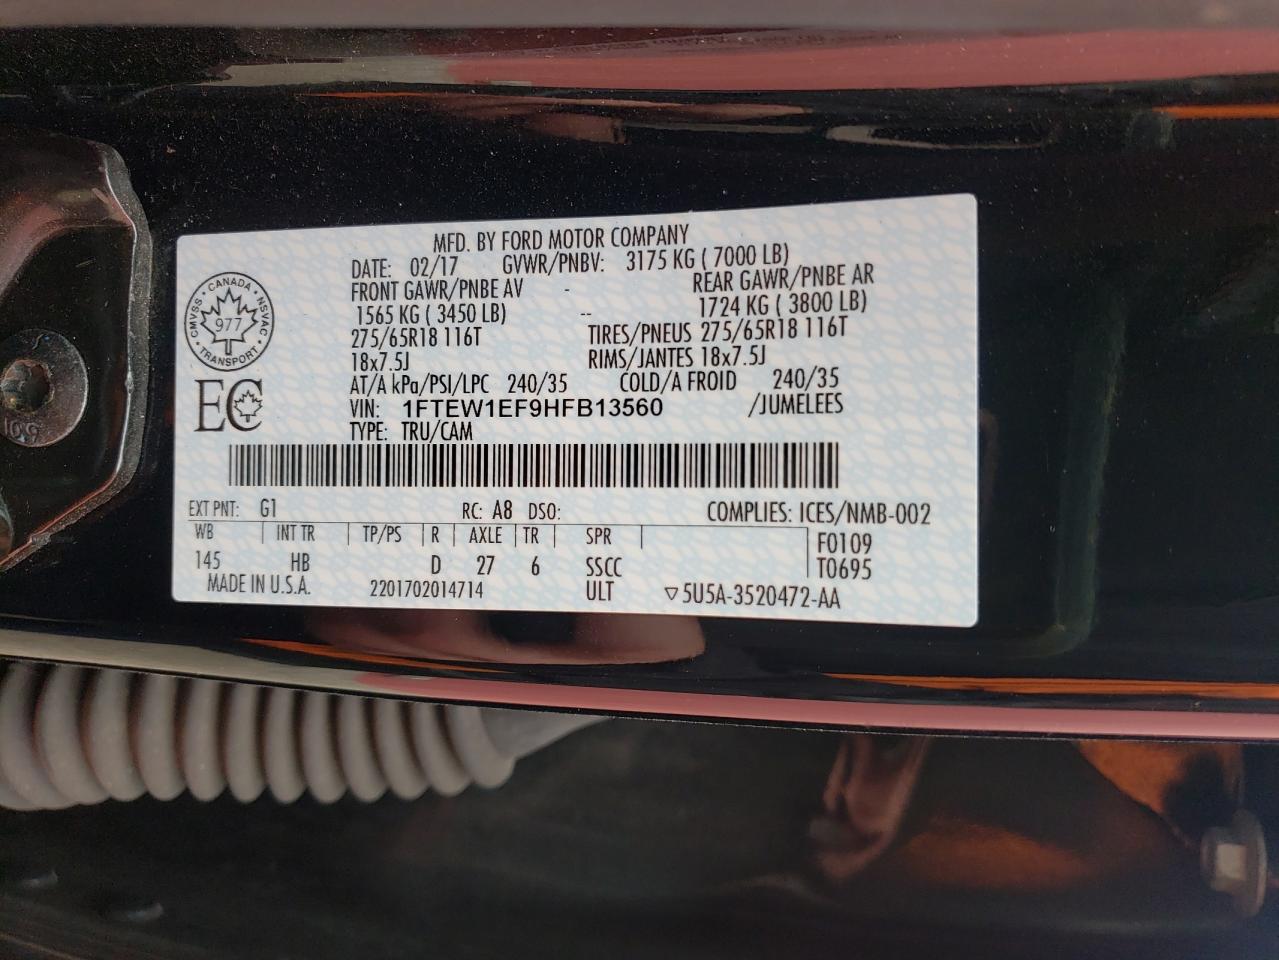 MFD. BY FORD MOTOR COMPANY
DATE: 02/17 GVWR/PNBV: 3175 KG ( 7000 LB)
FRONT GAWR/PNBE AV - REAR GAWR/PNBE AR
1565 KG ( 3450 LB) -- 1724 KG ( 3800 LB)
275/65R18 116T TIRES/PNEUS 275/65R18 116T
18x7.5J RIMS/JANTES 18x7.5J
AT/A kPa/PSI/LPC 240/35 COLD/A FROID 240/35
VIN: 1FTEW1EF9HFB13560 /JUMELEES
TYPE: TRU/CAM
CANADA
CMVSS NSVAC
977
TRANSPORT
EC
EXT PNT: G1 RC: A8 DSO: COMPLIES: ICES/NMB-002
WB INT TR TP/PS R AXLE TR SPR F0109
145 HB D 27 6 SSCC T0695
MADE IN U.S.A. 2201702014714 ULT ▽5U5A-3520472-AA
10.9